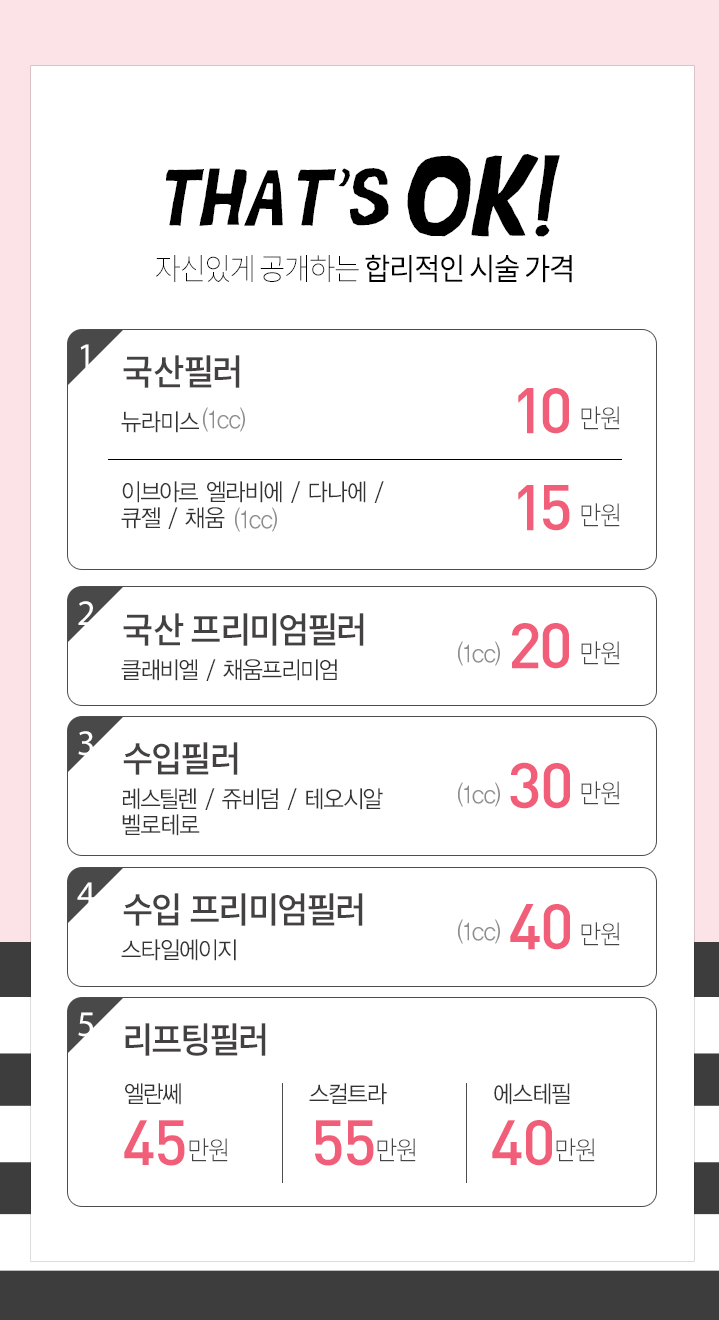 THAT'S OK!
자신있게 공개하는 합리적인 시술 가격
1
국산필러
뉴라미스(1cc)
10 만원
이브아르 엘라비에 / 다나에 /
큐젤 / 채움 (1cc)
15 만원
2
국산 프리미엄필러
클래비엘 / 채움프리미엄
(1cc) 20 만원
3
수입필러
레스틸렌 / 쥬비덤 / 테오시알
벨로테로
(1cc) 30 만원
4
수입 프리미엄필러
스타일에이지
(1cc) 40 만원
5
리프팅필러
엘란쎄
45만원
스컬트라
55만원
에스테필
40만원